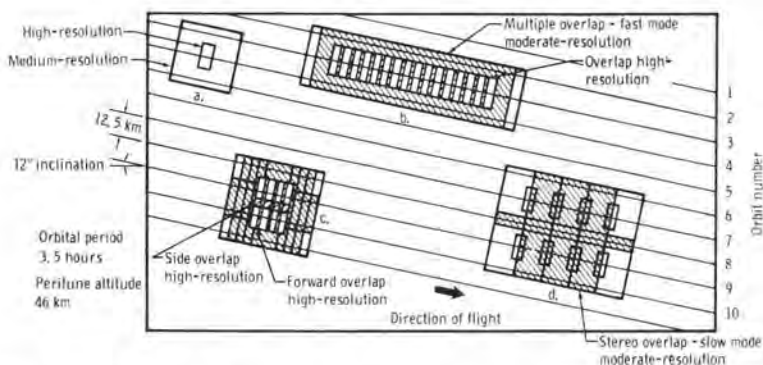 High-resolution
Medium-resolution
a.
Multiple overlap - fast mode
moderate-resolution
Overlap high-
resolution
b.
1
2
3
4
5
6
7
8
9
10
Orbit number
12.5 km
12° inclination
Orbital period
3.5 hours
Perilune altitude
46 km
Side overlap
high-resolution
Forward overlap
high-resolution
c.
d.
Direction of flight
Stereo overlap - slow mode
moderate-resolution